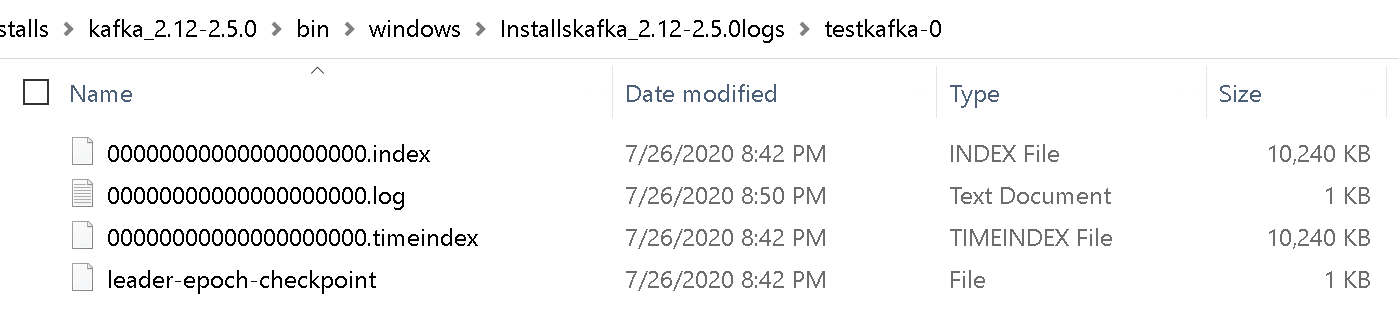 stalls > kafka_2.12-2.5.0 > bin > windows > Installskafka_2.12-2.5.0logs > testkafka-0
Name Date modified Type Size
00000000000000000000.index 7/26/2020 8:42 PM INDEX File 10,240 KB
00000000000000000000.log 7/26/2020 8:50 PM Text Document 1 KB
00000000000000000000.timeindex 7/26/2020 8:42 PM TIMEINDEX File 10,240 KB
leader-epoch-checkpoint 7/26/2020 8:42 PM File 1 KB